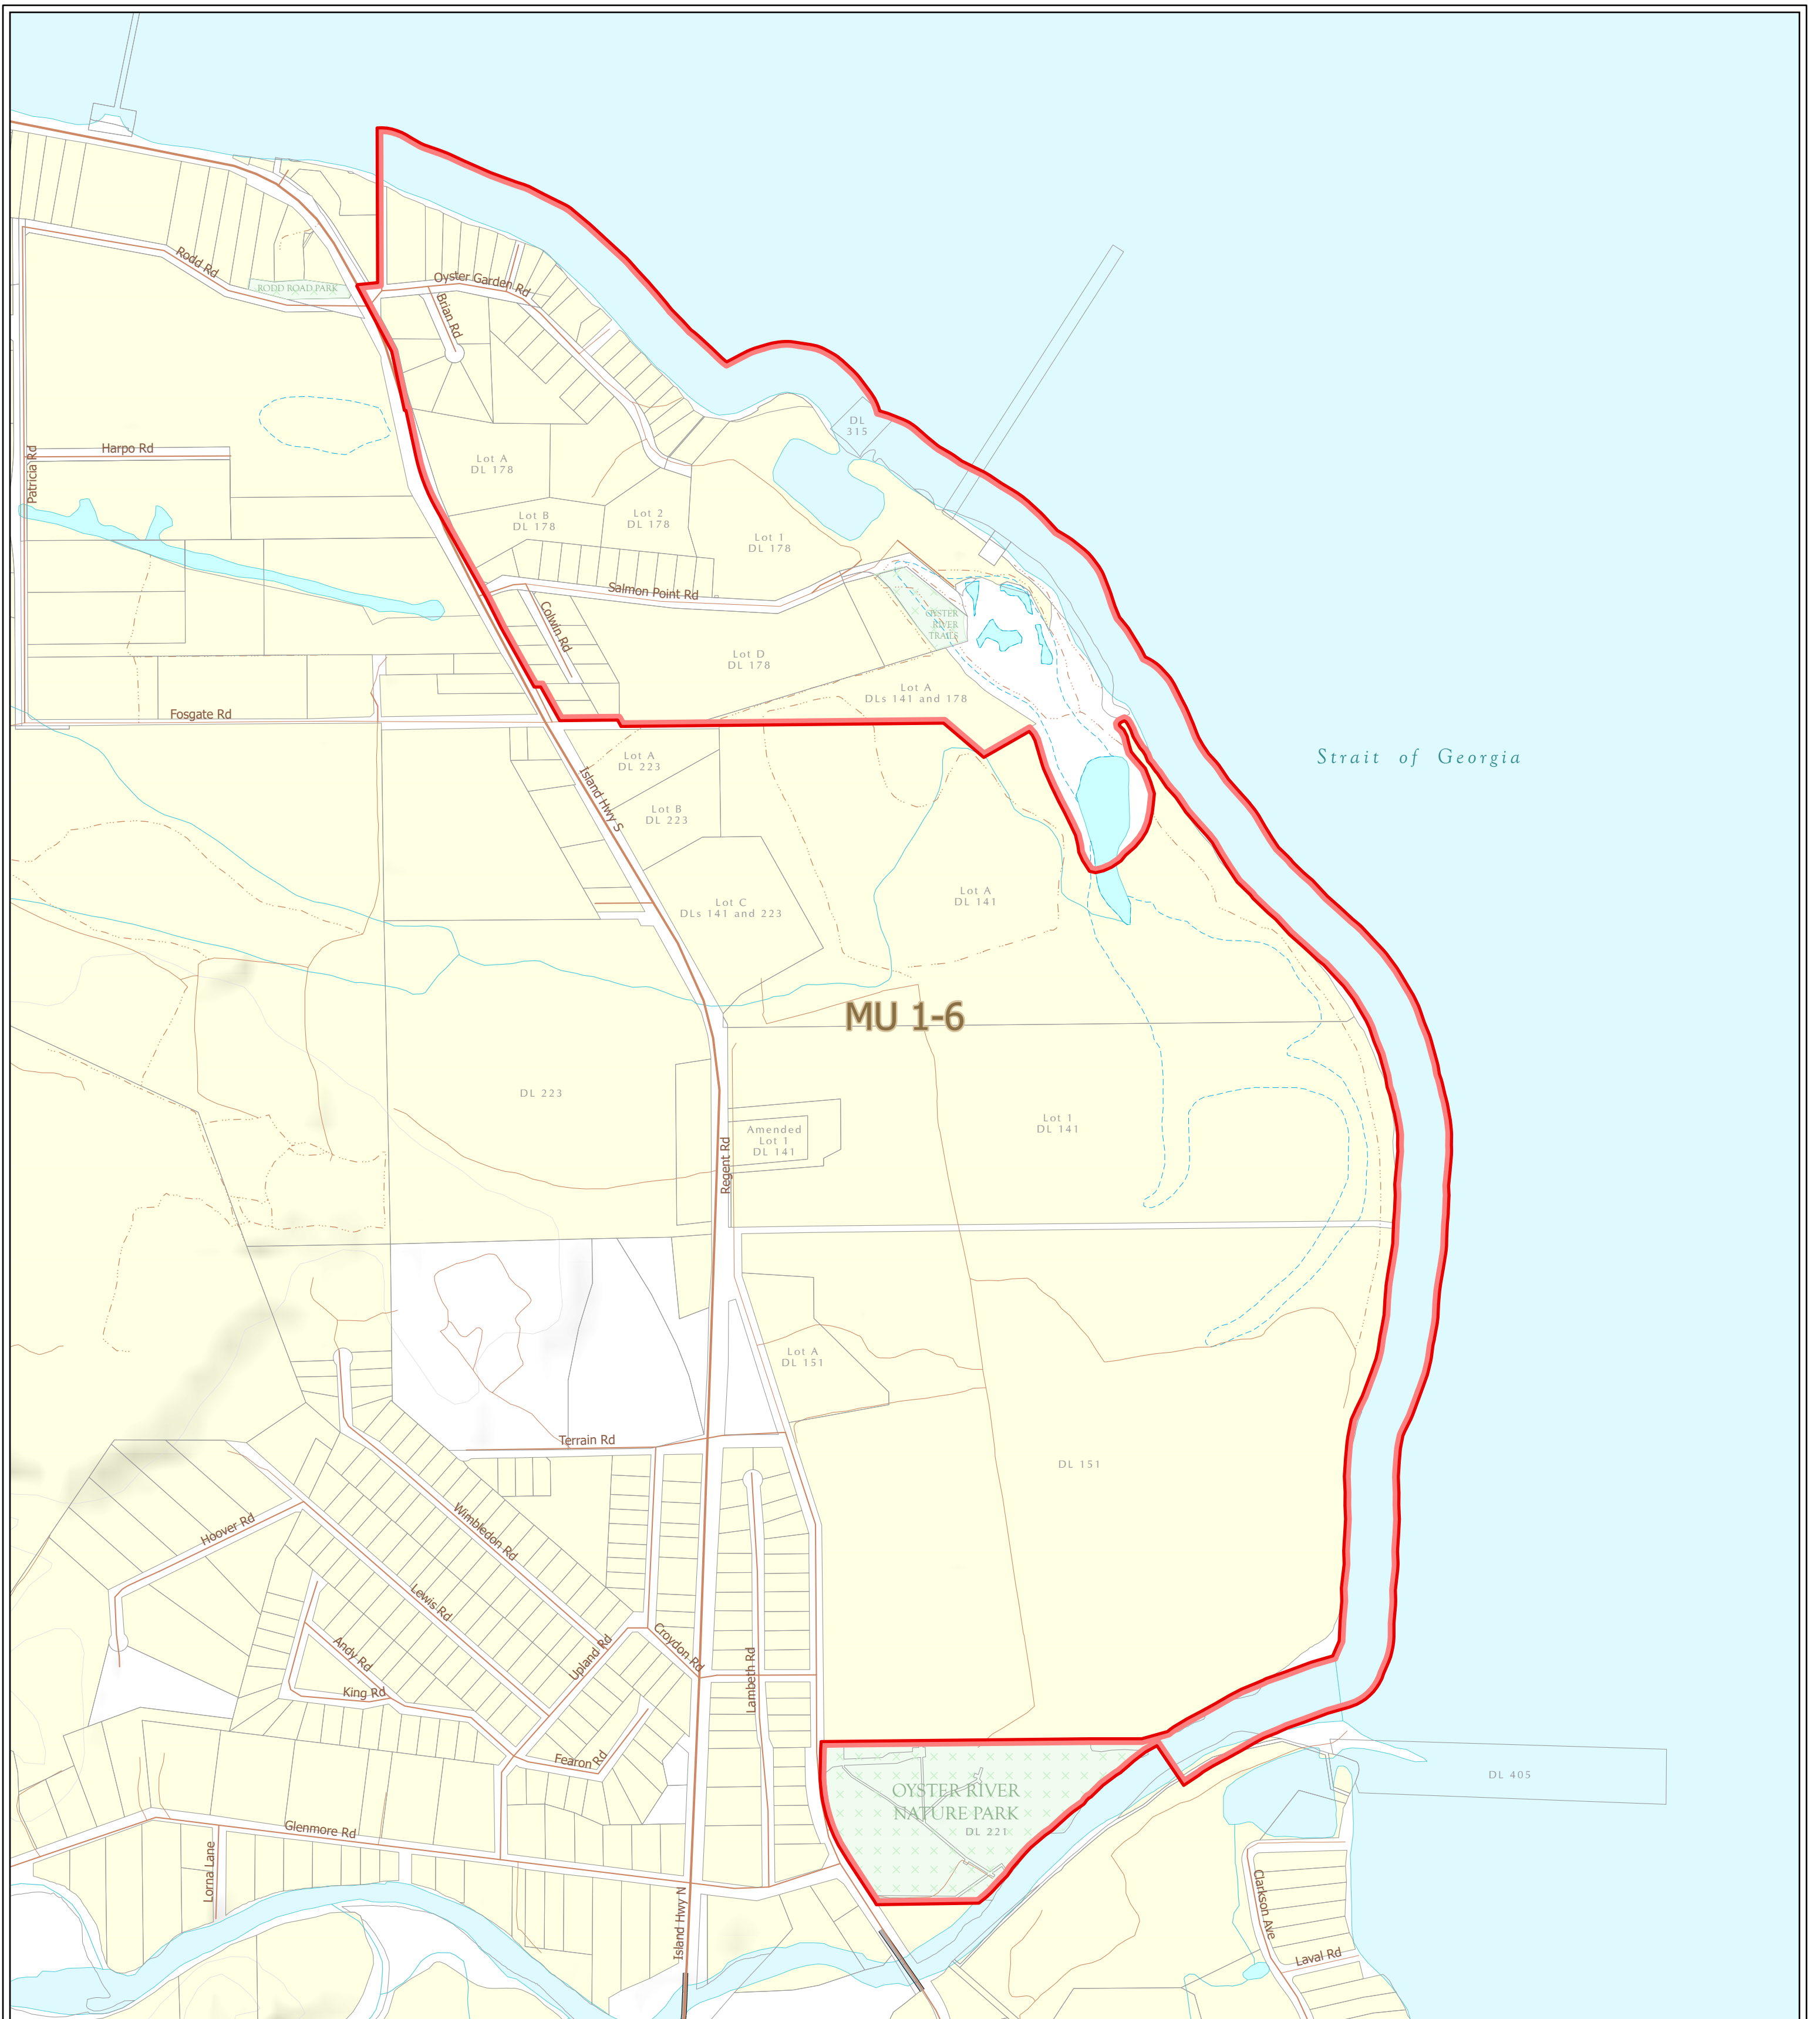 Rodd Rd
RODD ROAD PARK
Oyster Garden Rd
Brian Rd
DL
315
Harpo Rd
Patricia Rd
Lot A
DL 178
Lot B
DL 178
Lot 2
DL 178
Lot 1
DL 178
Salmon Point Rd
Colwin Rd
OYSTER
RIVER
TRAILS
Lot D
DL 178
Lot A
DLs 141 and 178
Fosgate Rd
Lot A
DL 223
Island Hwy S
Lot B
DL 223
Strait of Georgia
Lot C
DLs 141 and 223
Lot A
DL 141
MU 1-6
DL 223
Amended
Lot 1
DL 141
Lot 1
DL 141
Regent Rd
Lot A
DL 151
Terrain Rd
DL 151
Hoover Rd
Wimbledon Rd
Lewis Rd
Andy Rd
Upland Rd
Croydon Rd
Lambeth Rd
King Rd
Fearon Rd
OYSTER RIVER
NATURE PARK
DL 221
DL 405
Glenmore Rd
Lorna Lane
Island Hwy N
Clarkson Ave
Laval Rd